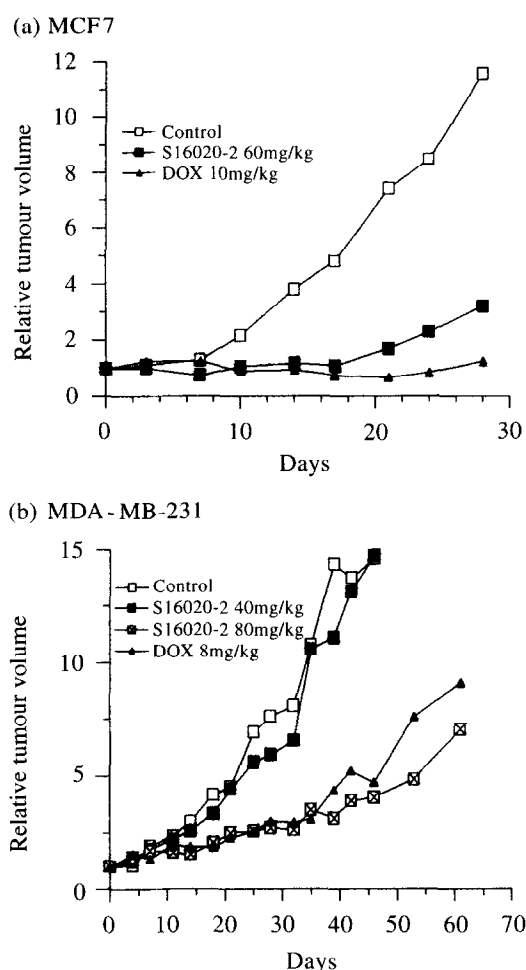 (a) MCF7
12
10
8
6
4
2
0
Relative tumour volume
Control
S16020-2 60mg/kg
DOX 10mg/kg
0
10
20
30
Days
(b) MDA-MB-231
15
10
5
0
Relative tumour volume
Control
S16020-2 40mg/kg
S16020-2 80mg/kg
DOX 8mg/kg
0
10
20
30
40
50
60
70
Days